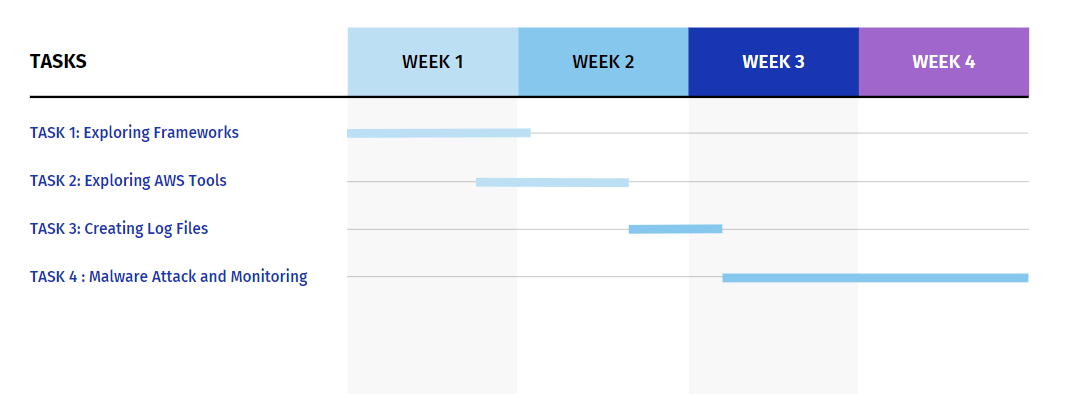 TASKS
WEEK 1
WEEK 2
WEEK 3
WEEK 4
TASK 1: Exploring Frameworks
TASK 2: Exploring AWS Tools
TASK 3: Creating Log Files
TASK 4 : Malware Attack and Monitoring